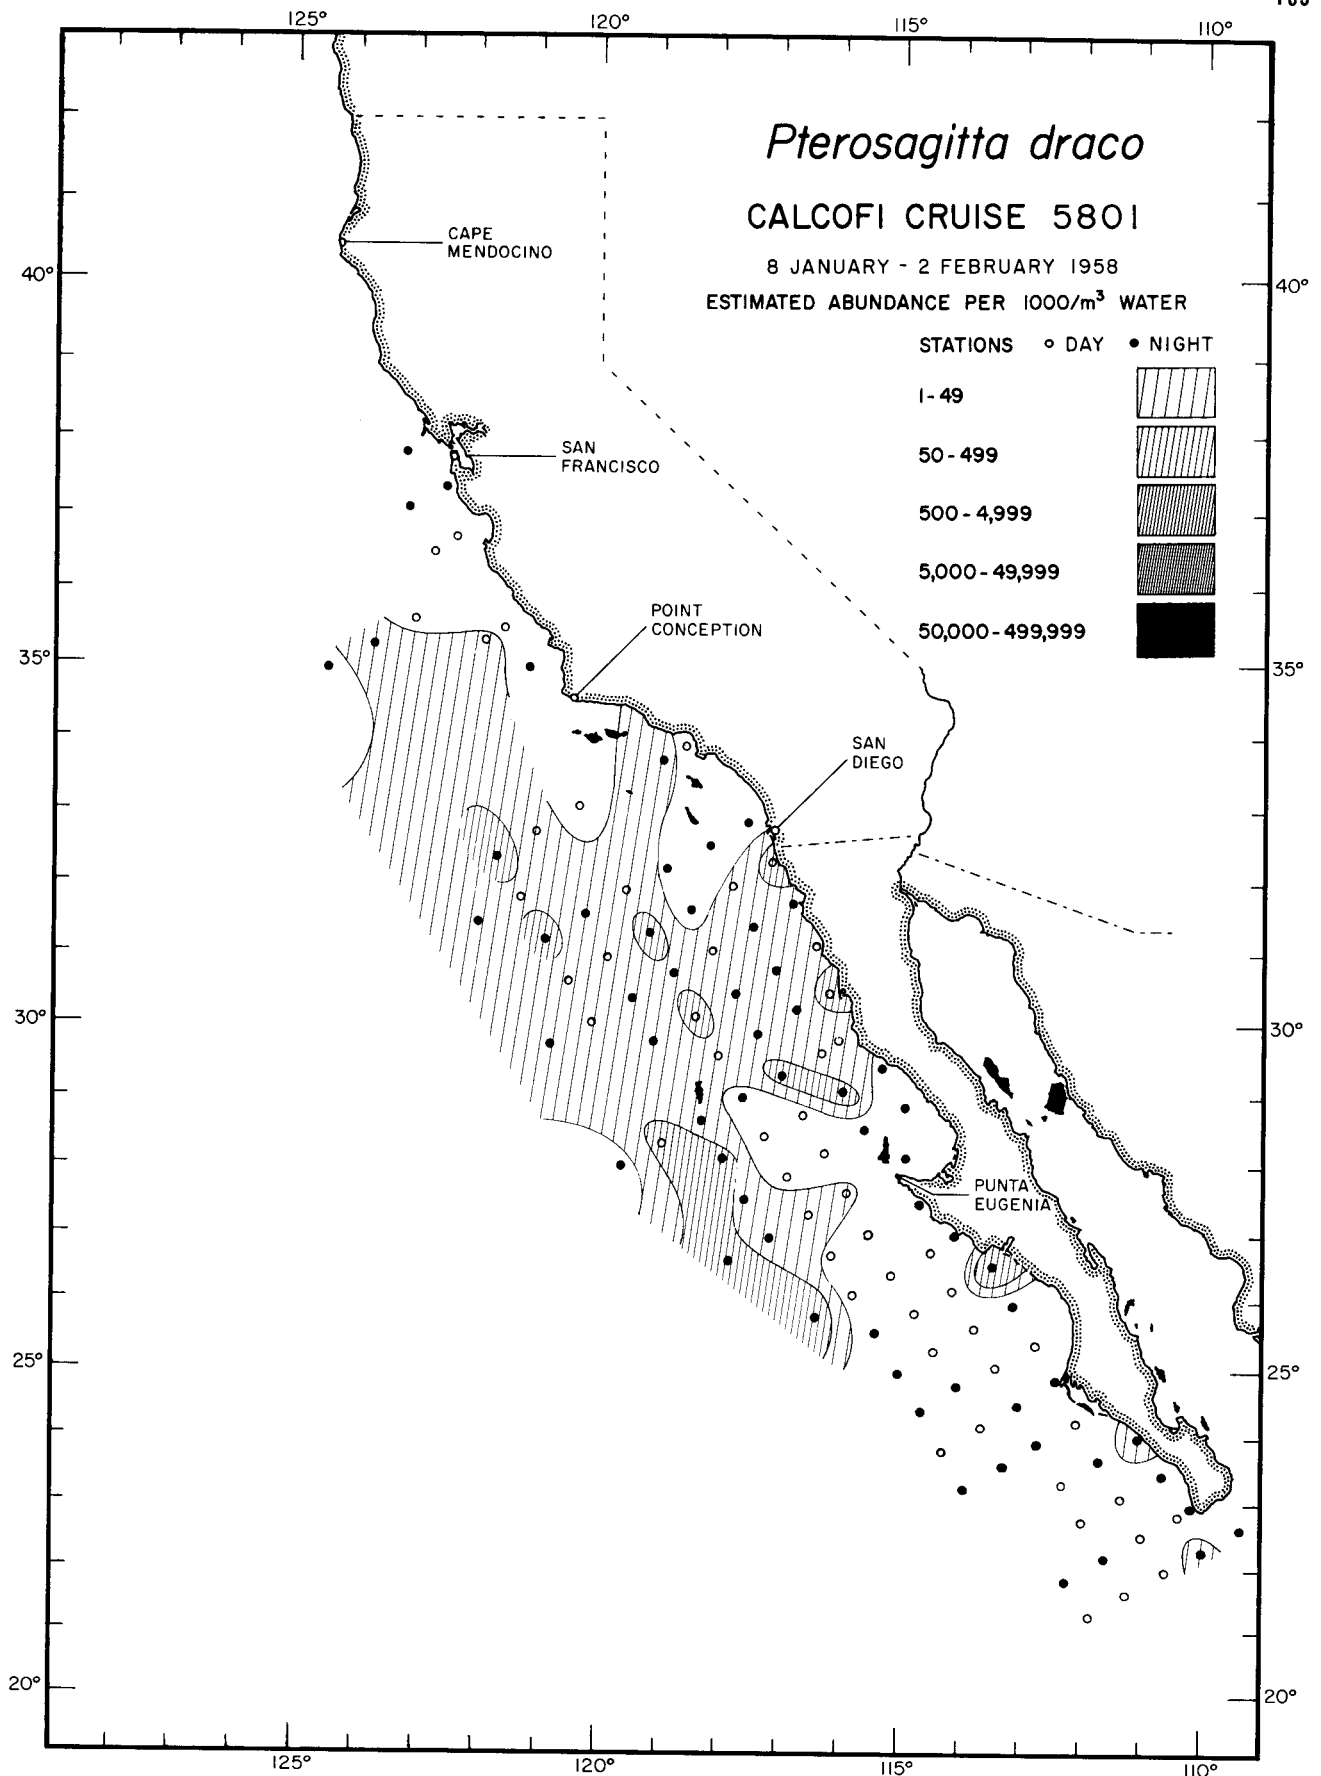 125° 120° 115° 110°
Pterosagitta draco
CALCOFI CRUISE 5801
8 JANUARY - 2 FEBRUARY 1958
ESTIMATED ABUNDANCE PER 1000/m³ WATER
STATIONS ○ DAY ● NIGHT
1-49
50-499
500-4,999
5,000-49,999
50,000-499,999
CAPE
MENDOCINO
40° 40°
SAN
FRANCISCO
POINT
CONCEPTION
35° 35°
SAN
DIEGO
30° 30°
PUNTA
EUGENIA
25° 25°
20° 20°
125° 120° 115° 110°